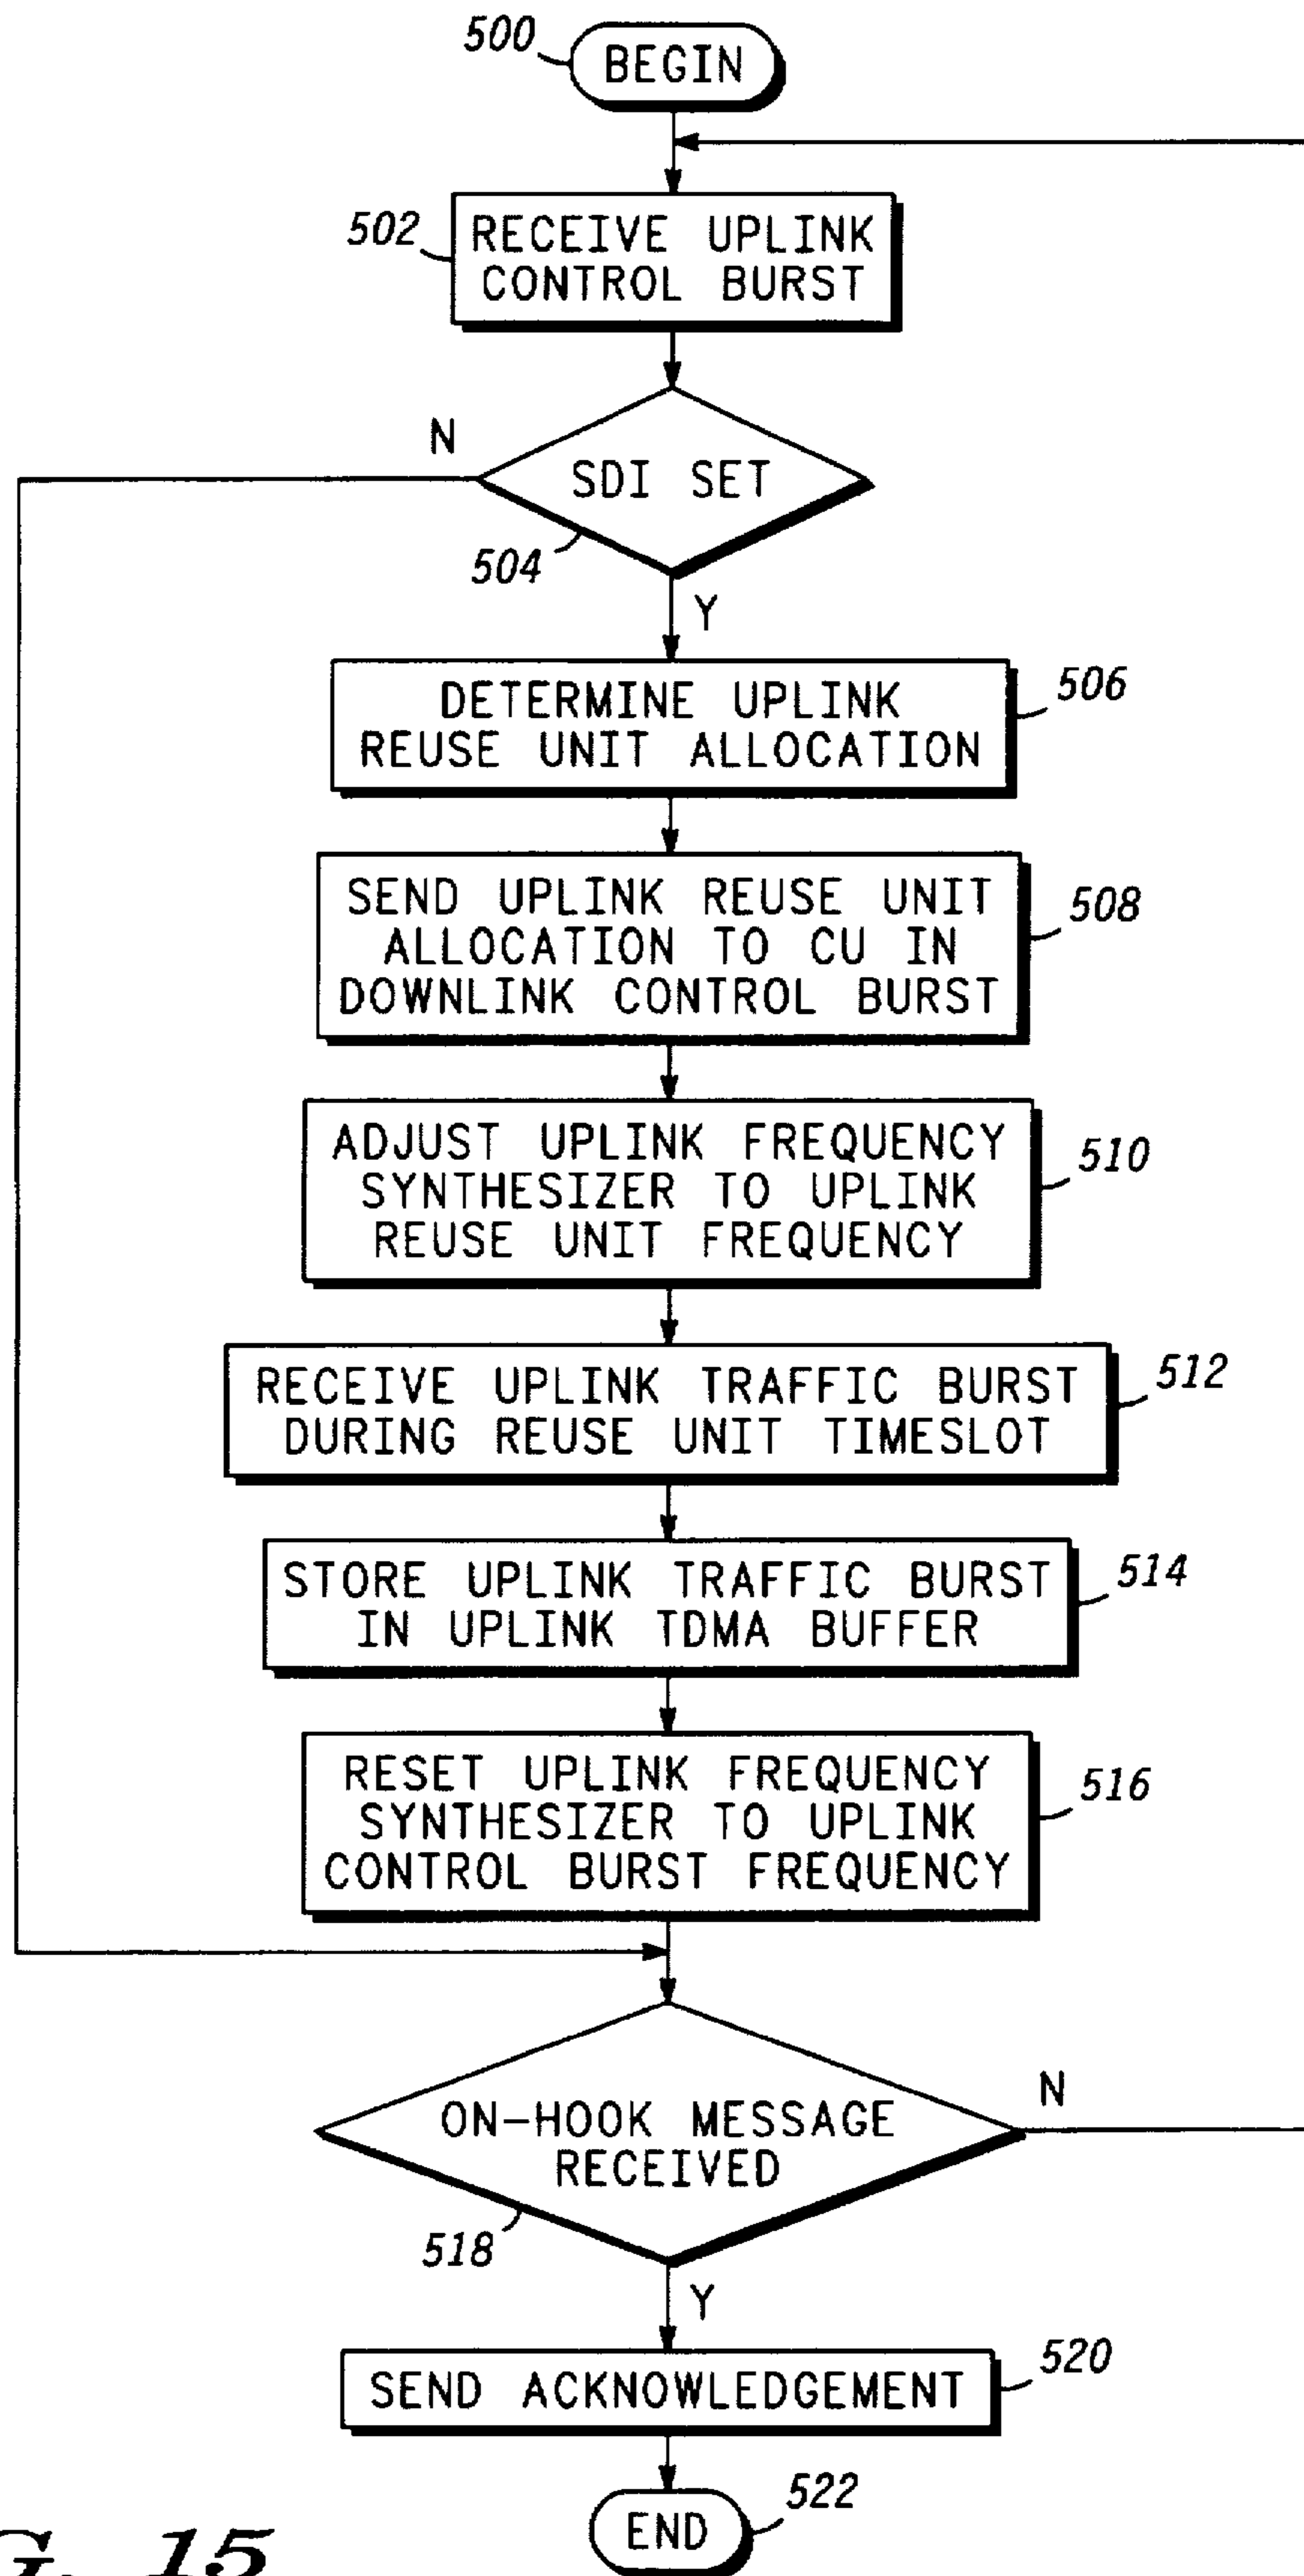 500
BEGIN
502
RECEIVE UPLINK
CONTROL BURST
N
SDI SET
504
Y
506
DETERMINE UPLINK
REUSE UNIT ALLOCATION
508
SEND UPLINK REUSE UNIT
ALLOCATION TO CU IN
DOWNLINK CONTROL BURST
510
ADJUST UPLINK FREQUENCY
SYNTHESIZER TO UPLINK
REUSE UNIT FREQUENCY
512
RECEIVE UPLINK TRAFFIC BURST
DURING REUSE UNIT TIMESLOT
514
STORE UPLINK TRAFFIC BURST
IN UPLINK TDMA BUFFER
516
RESET UPLINK FREQUENCY
SYNTHESIZER TO UPLINK
CONTROL BURST FREQUENCY
N
ON-HOOK MESSAGE
RECEIVED
518
Y
520
SEND ACKNOWLEDGEMENT
522
END
G. 15